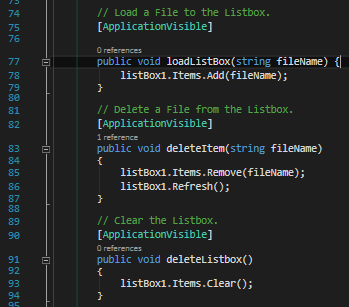 73
74 // Load a File to the Listbox.
75 [ApplicationVisible]
76
0 references
77 public void loadListBox(string fileName) {
78 listBox1.Items.Add(fileName);
79 }
80
81 // Delete a File from the Listbox.
82 [ApplicationVisible]
1 reference
83 public void deleteItem(string fileName)
84 {
85 listBox1.Items.Remove(fileName);
86 listBox1.Refresh();
87 }
88
89 // Clear the Listbox.
90 [ApplicationVisible]
0 references
91 public void deleteListbox()
92 {
93 listBox1.Items.Clear();
94 }
95